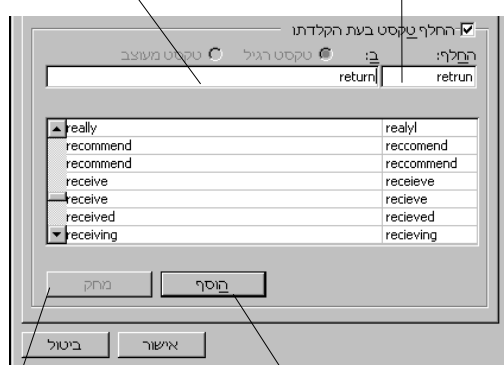 החלף טקסט בעת הקלדתו
החלף: ב: טקסט רגיל טקסט מעוצב
retrun return
realyl really
reccomend recommend
reccommend recommend
receieve receive
recieve receive
recieved received
recieving receiving
הוסף מחק
אישור ביטול